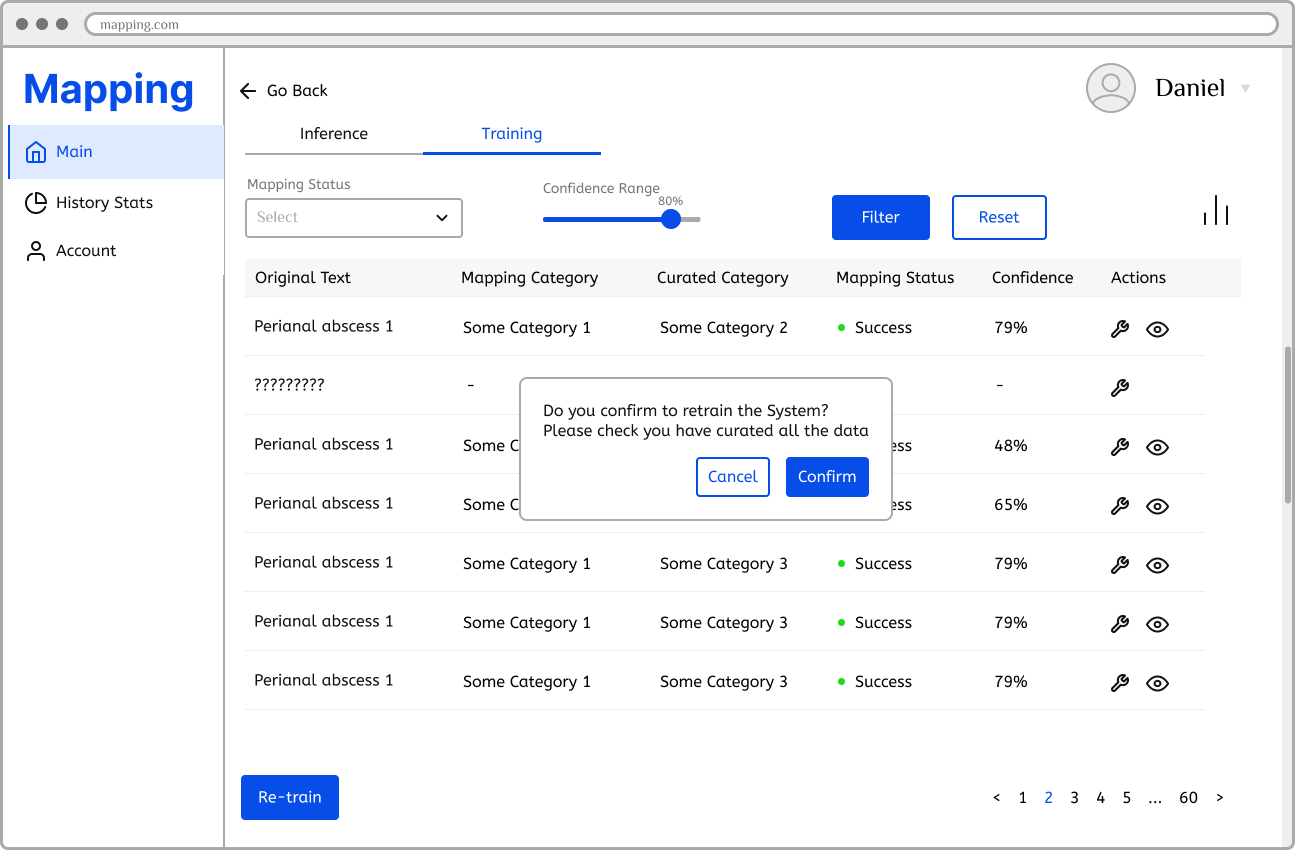 mapping.com
Mapping
Go Back
Daniel
Inference Training
Main
History Stats
Account
Mapping Status
Select
Confidence Range
80%
Filter Reset
Original Text Mapping Category Curated Category Mapping Status Confidence Actions
Perianal abscess 1 Some Category 1 Some Category 2 Success 79%
????????? - -
Perianal abscess 1 Some C ess 48%
Perianal abscess 1 Some C ess 65%
Do you confirm to retrain the System?
Please check you have curated all the data
Cancel Confirm
Perianal abscess 1 Some Category 1 Some Category 3 Success 79%
Perianal abscess 1 Some Category 1 Some Category 3 Success 79%
Perianal abscess 1 Some Category 1 Some Category 3 Success 79%
Re-train
< 1 2 3 4 5 ... 60 >